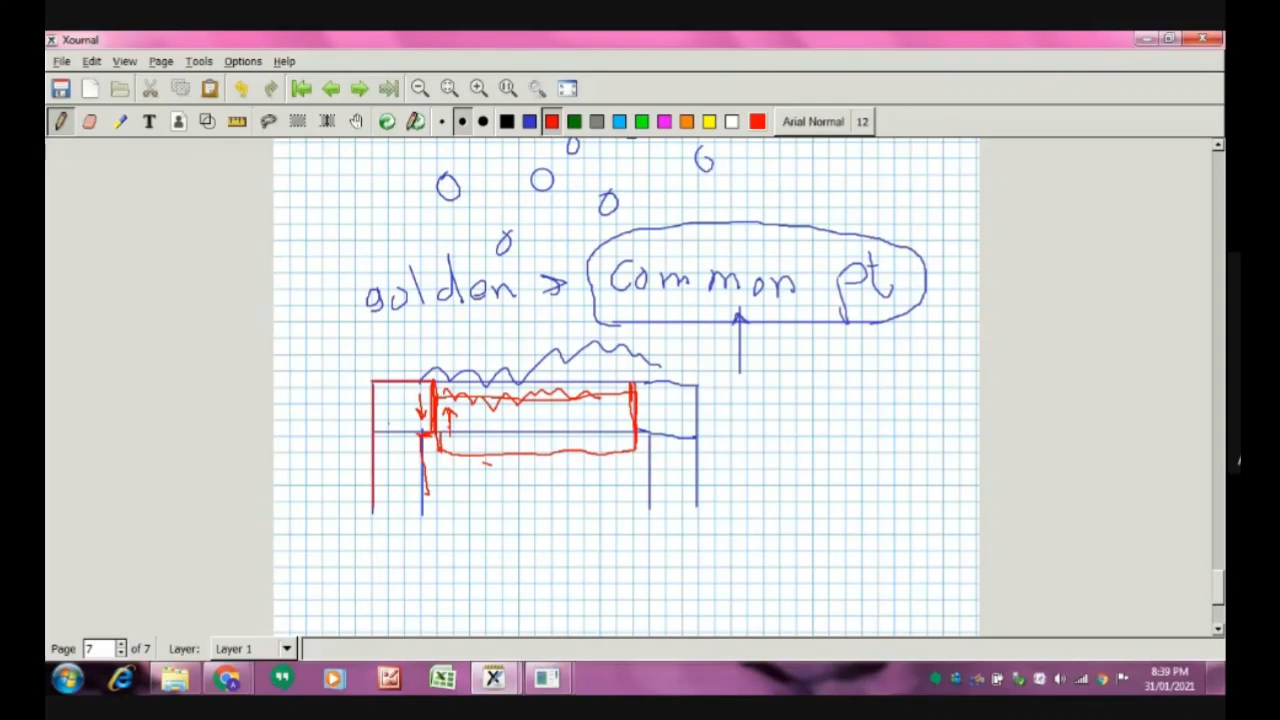 Xournal
File Edit View Page Tools Options Help
Arial Normal 12
golden > Common pt
Page 7 of 7 Layer: Layer 1
8:39 PM
31/01/2021